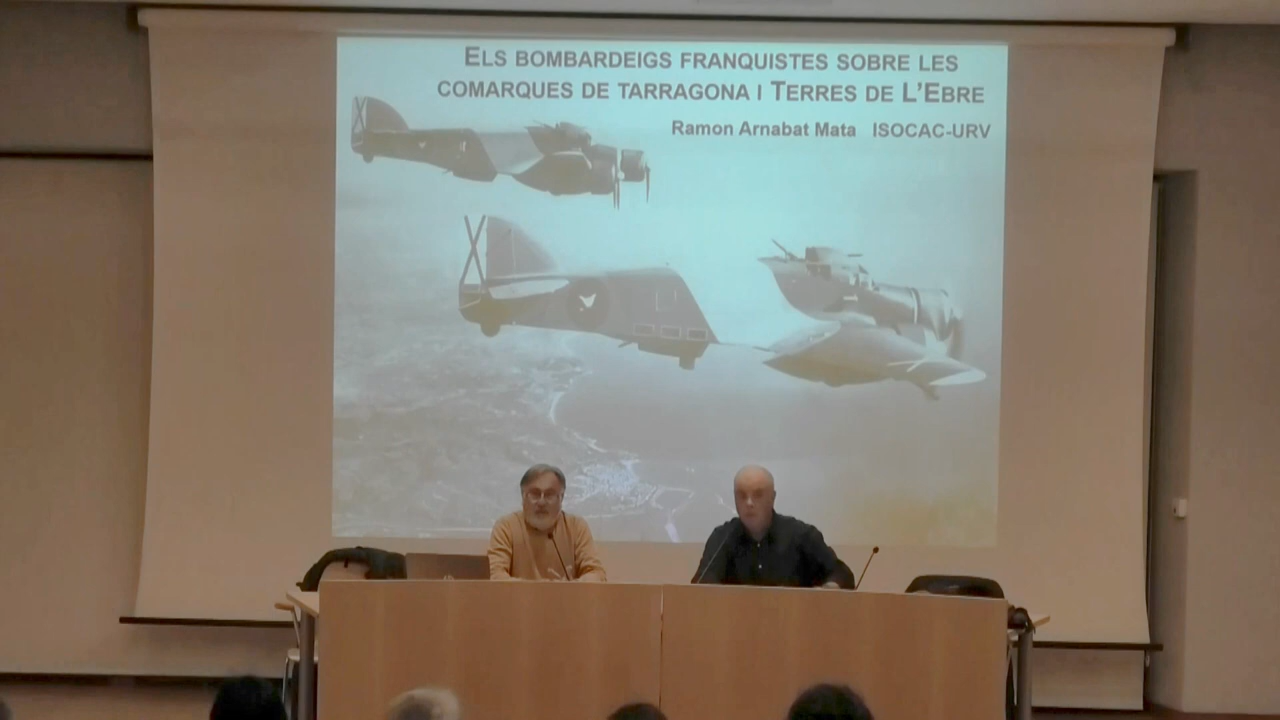 ELS BOMBARDEIGS FRANQUISTES SOBRE LES
COMARQUES DE TARRAGONA I TERRES DE L'EBRE
Ramon Arnabat Mata ISOCAC-URV